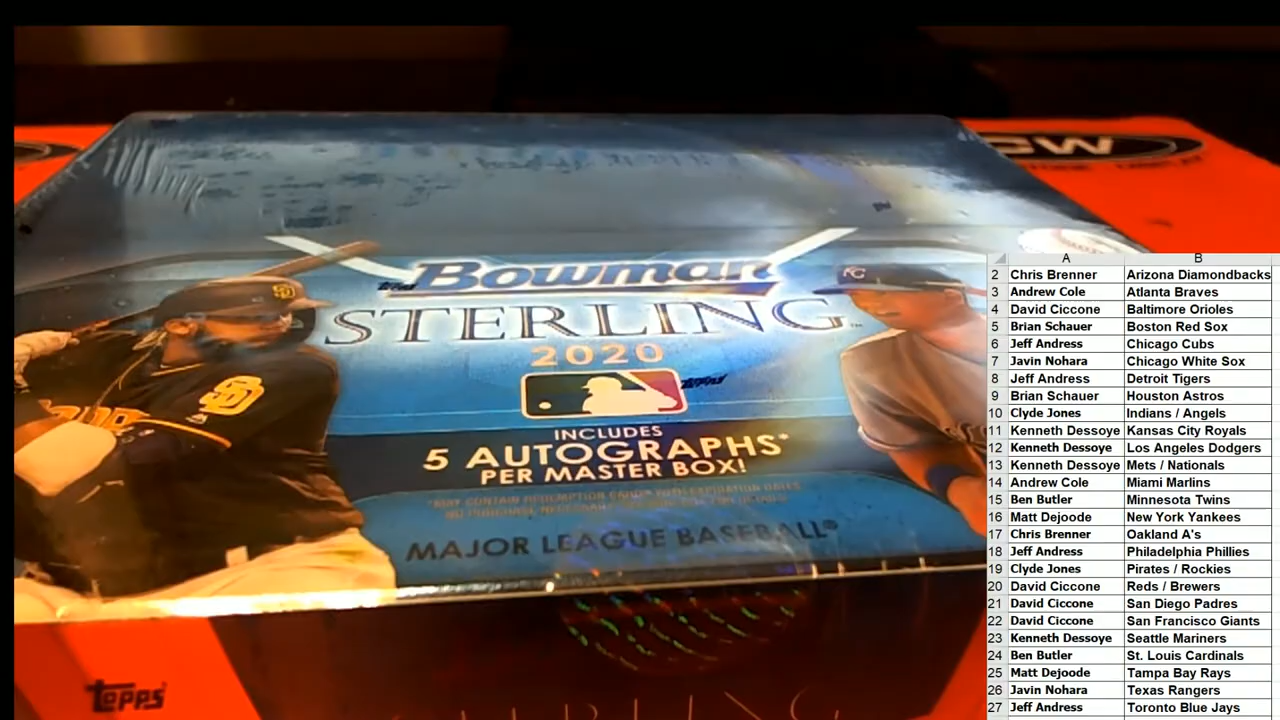 CW
Bowman
STERLING™
2020
topps
INCLUDES
5 AUTOGRAPHS*
PER MASTER BOX!
MAJOR LEAGUE BASEBALL®
topps
STERLING
SD
SD
KC
A B
2 Chris Brenner Arizona Diamondbacks
3 Andrew Cole Atlanta Braves
4 David Ciccone Baltimore Orioles
5 Brian Schauer Boston Red Sox
6 Jeff Andress Chicago Cubs
7 Javin Nohara Chicago White Sox
8 Jeff Andress Detroit Tigers
9 Brian Schauer Houston Astros
10 Clyde Jones Indians / Angels
11 Kenneth Dessoye Kansas City Royals
12 Kenneth Dessoye Los Angeles Dodgers
13 Kenneth Dessoye Mets / Nationals
14 Andrew Cole Miami Marlins
15 Ben Butler Minnesota Twins
16 Matt Dejoode New York Yankees
17 Chris Brenner Oakland A's
18 Jeff Andress Philadelphia Phillies
19 Clyde Jones Pirates / Rockies
20 David Ciccone Reds / Brewers
21 David Ciccone San Diego Padres
22 David Ciccone San Francisco Giants
23 Kenneth Dessoye Seattle Mariners
24 Ben Butler St. Louis Cardinals
25 Matt Dejoode Tampa Bay Rays
26 Javin Nohara Texas Rangers
27 Jeff Andress Toronto Blue Jays